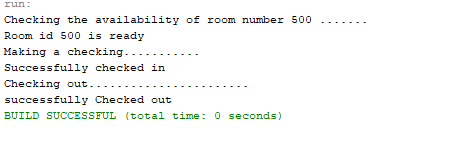 run:
Checking the availability of room number 500 .......
Room id 500 is ready
Making a checking...........
Successfully checked in
Checking out.......................
successfully Checked out
BUILD SUCCESSFUL (total time: 0 seconds)